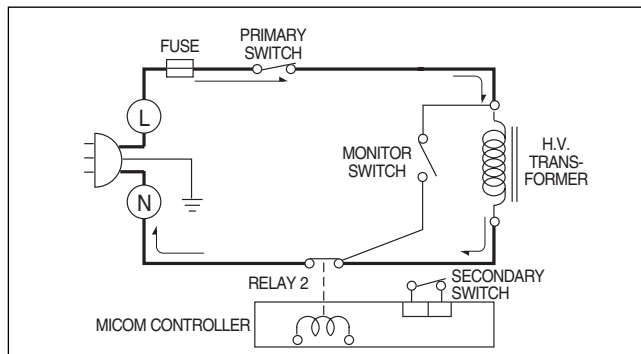 FUSE
PRIMARY
SWITCH
L
MONITOR
SWITCH
H.V.
TRANS-
FORMER
N
RELAY 2
SECONDARY
SWITCH
MICOM CONTROLLER